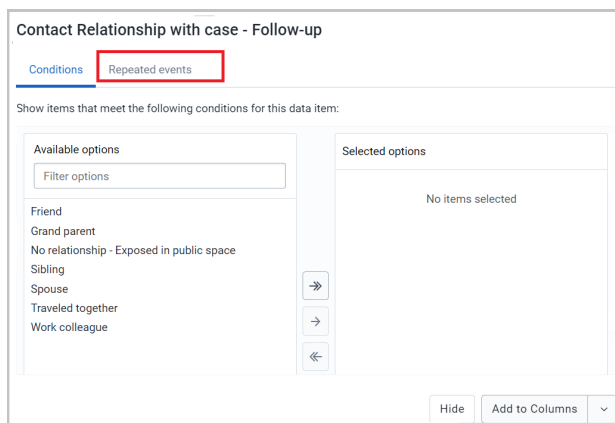 Contact Relationship with case - Follow-up
Conditions
Repeated events
Show items that meet the following conditions for this data item:
Available options
Filter options
Friend
Grand parent
No relationship - Exposed in public space
Sibling
Spouse
Traveled together
Work colleague
Selected options
No items selected
Hide
Add to Columns